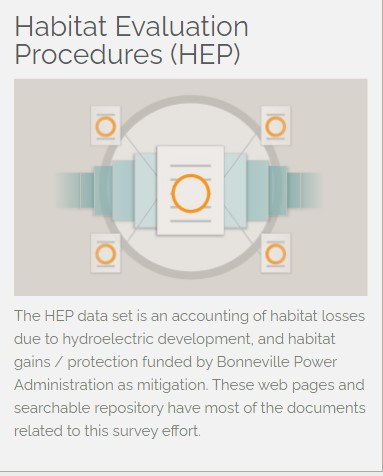 Habitat Evaluation
Procedures (HEP)
The HEP data set is an accounting of habitat losses
due to hydroelectric development, and habitat
gains / protection funded by Bonneville Power
Administration as mitigation. These web pages and
searchable repository have most of the documents
related to this survey effort.